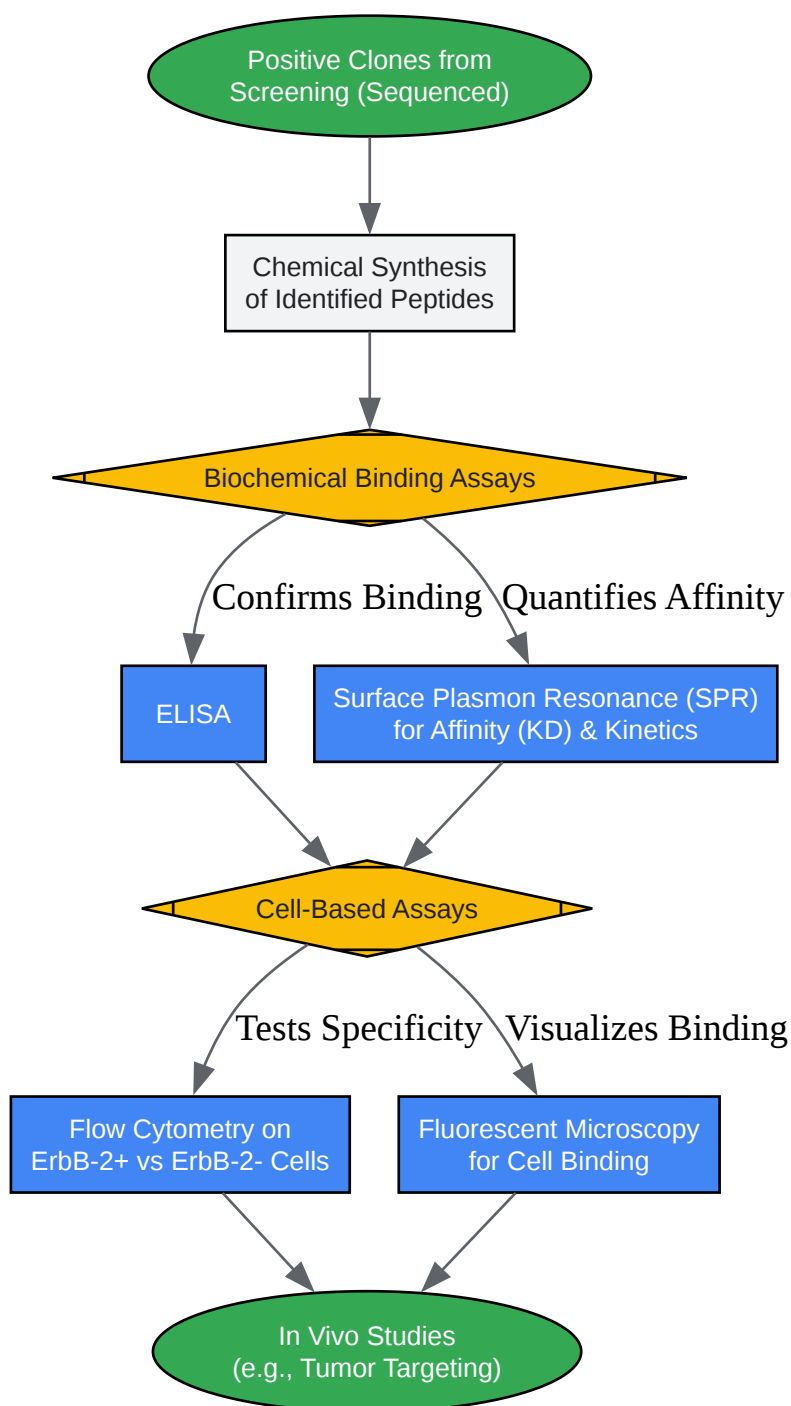 Positive Clones from
Screening (Sequenced)
Chemical Synthesis
of Identified Peptides
Biochemical Binding Assays
Confirms Binding
Quantifies Affinity
ELISA
Surface Plasmon Resonance (SPR)
for Affinity (KD) & Kinetics
Cell-Based Assays
Tests Specificity
Visualizes Binding
Flow Cytometry on
ErbB-2+ vs ErbB-2- Cells
Fluorescent Microscopy
for Cell Binding
In Vivo Studies
(e.g., Tumor Targeting)